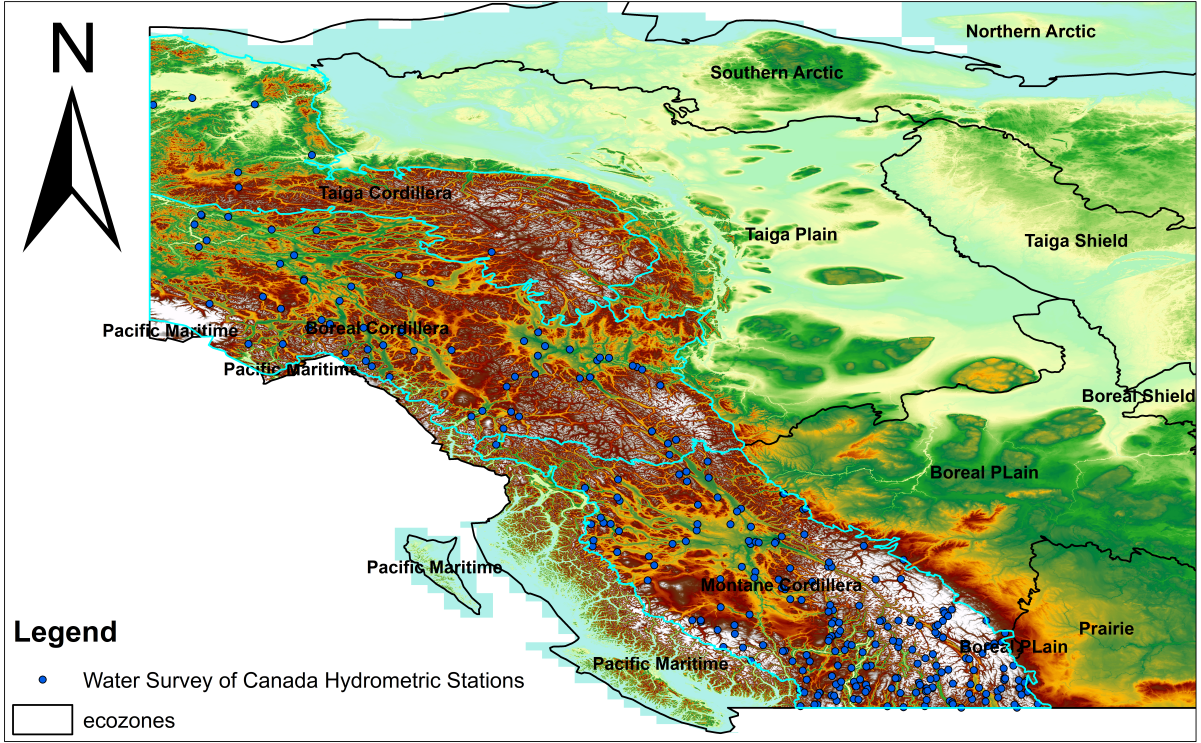 N
Northern Arctic
Southern Arctic
Taiga Cordillera
Taiga Plain
Taiga Shield
Pacific Maritime
Boreal Cordillera
Pacific Maritime
Boreal Shield
Boreal PLain
Pacific Maritime
Montane Cordillera
Prairie
Boreal PLain
Pacific Maritime
Legend
Water Survey of Canada Hydrometric Stations
ecozones